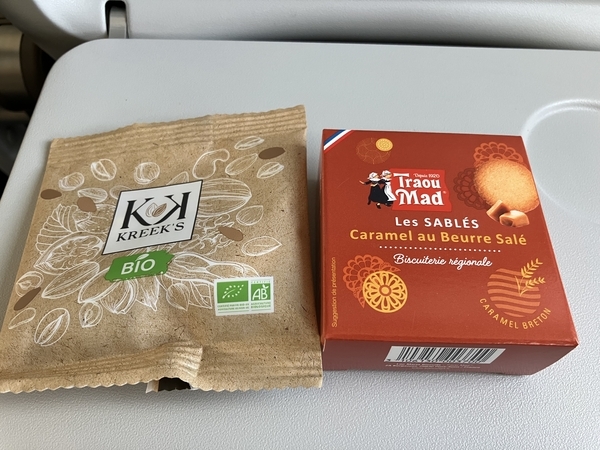 KK
KREEK'S
BIO
AB
Depuis 1920
Traou
Mad
Les SABLÉS
Caramel au Beurre Salé
Biscuiterie régionale
Suggestion de présentation
CARAMEL BRETON